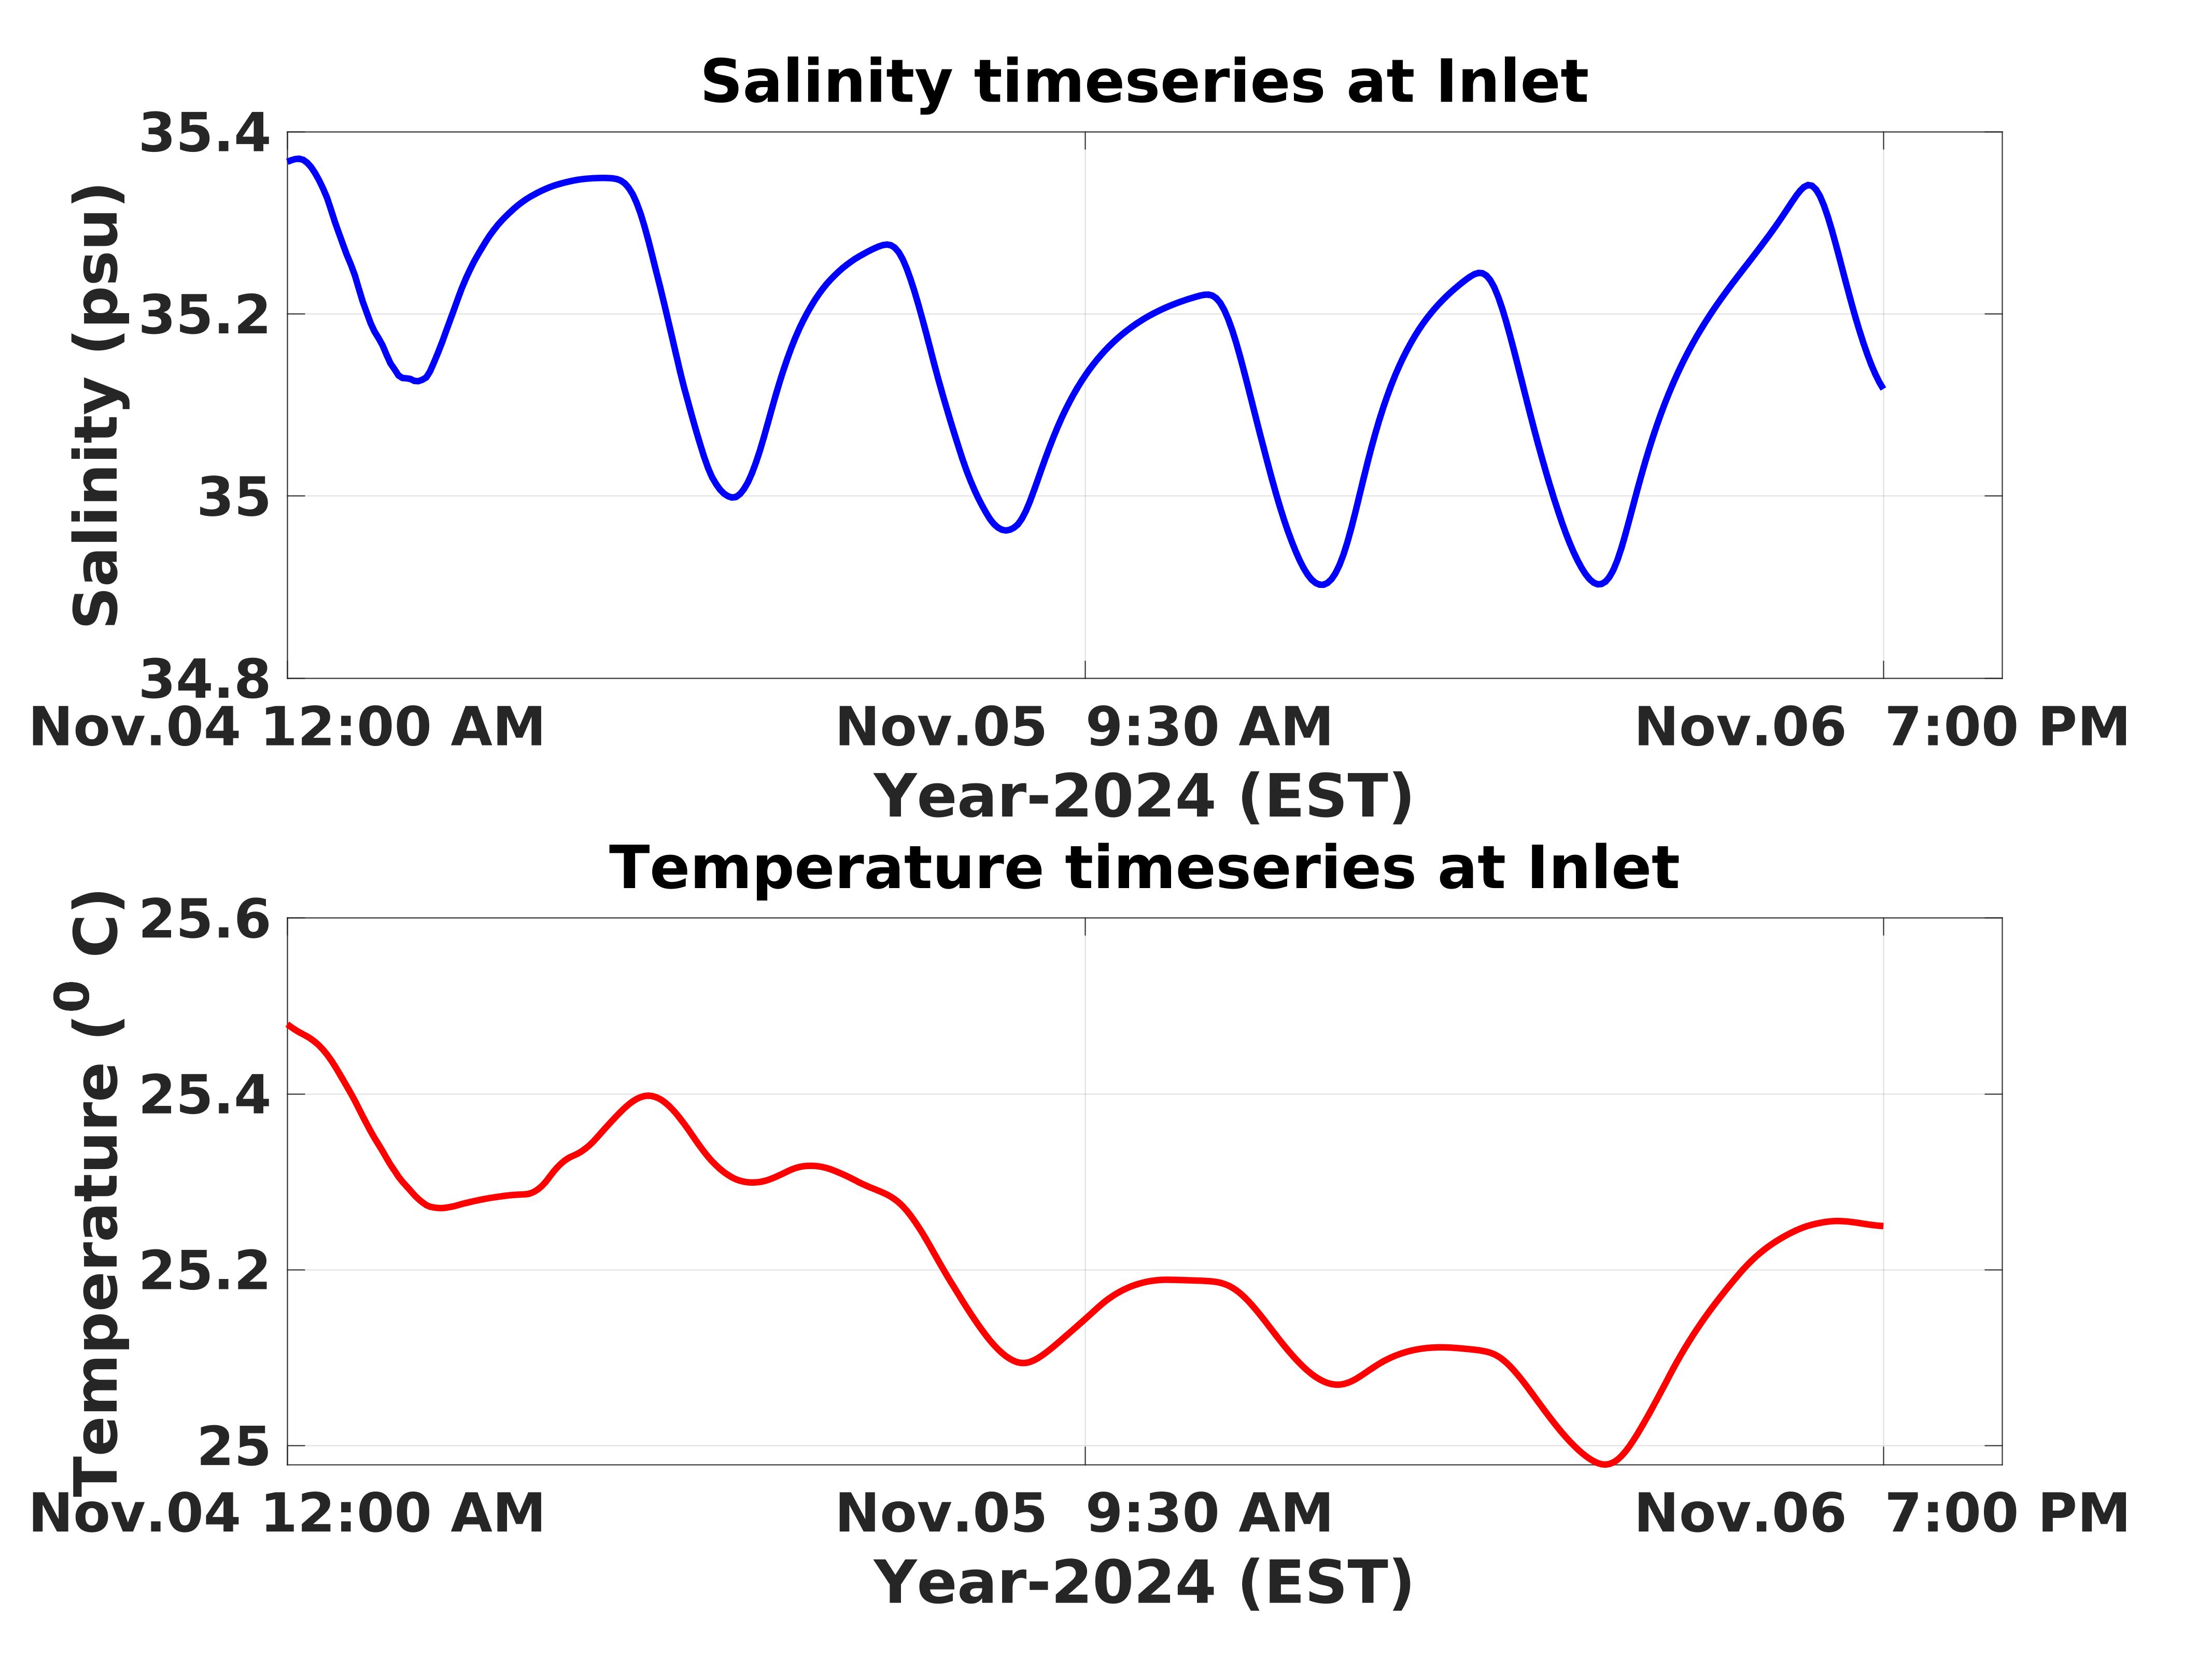 Salinity timeseries at Inlet
Salinity (psu)
35.4
35.2
35
34.8
Nov.04 12:00 AM
Nov.05  9:30 AM
Nov.06  7:00 PM
Year-2024 (EST)
Temperature timeseries at Inlet
Temperature (⁰ C)
25.6
25.4
25.2
25
Nov.04 12:00 AM
Nov.05  9:30 AM
Nov.06  7:00 PM
Year-2024 (EST)